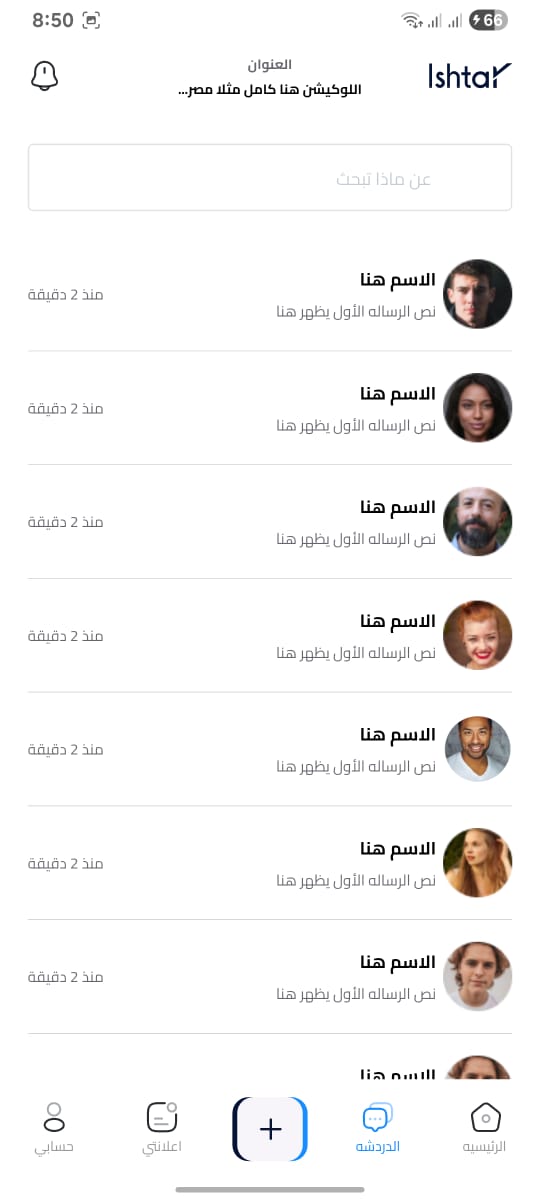 8:50
66
Ishtar
العنوان
اللوكيشن هنا كامل مثلا مصر...
عن ماذا تبحث
الاسم هنا
نص الرساله الأول يظهر هنا
منذ 2 دقيقة
الاسم هنا
نص الرساله الأول يظهر هنا
منذ 2 دقيقة
الاسم هنا
نص الرساله الأول يظهر هنا
منذ 2 دقيقة
الاسم هنا
نص الرساله الأول يظهر هنا
منذ 2 دقيقة
الاسم هنا
نص الرساله الأول يظهر هنا
منذ 2 دقيقة
الاسم هنا
نص الرساله الأول يظهر هنا
منذ 2 دقيقة
الاسم هنا
نص الرساله الأول يظهر هنا
منذ 2 دقيقة
الاسم هنا
الرئيسيه
الدردشه
اعلانتي
حسابي